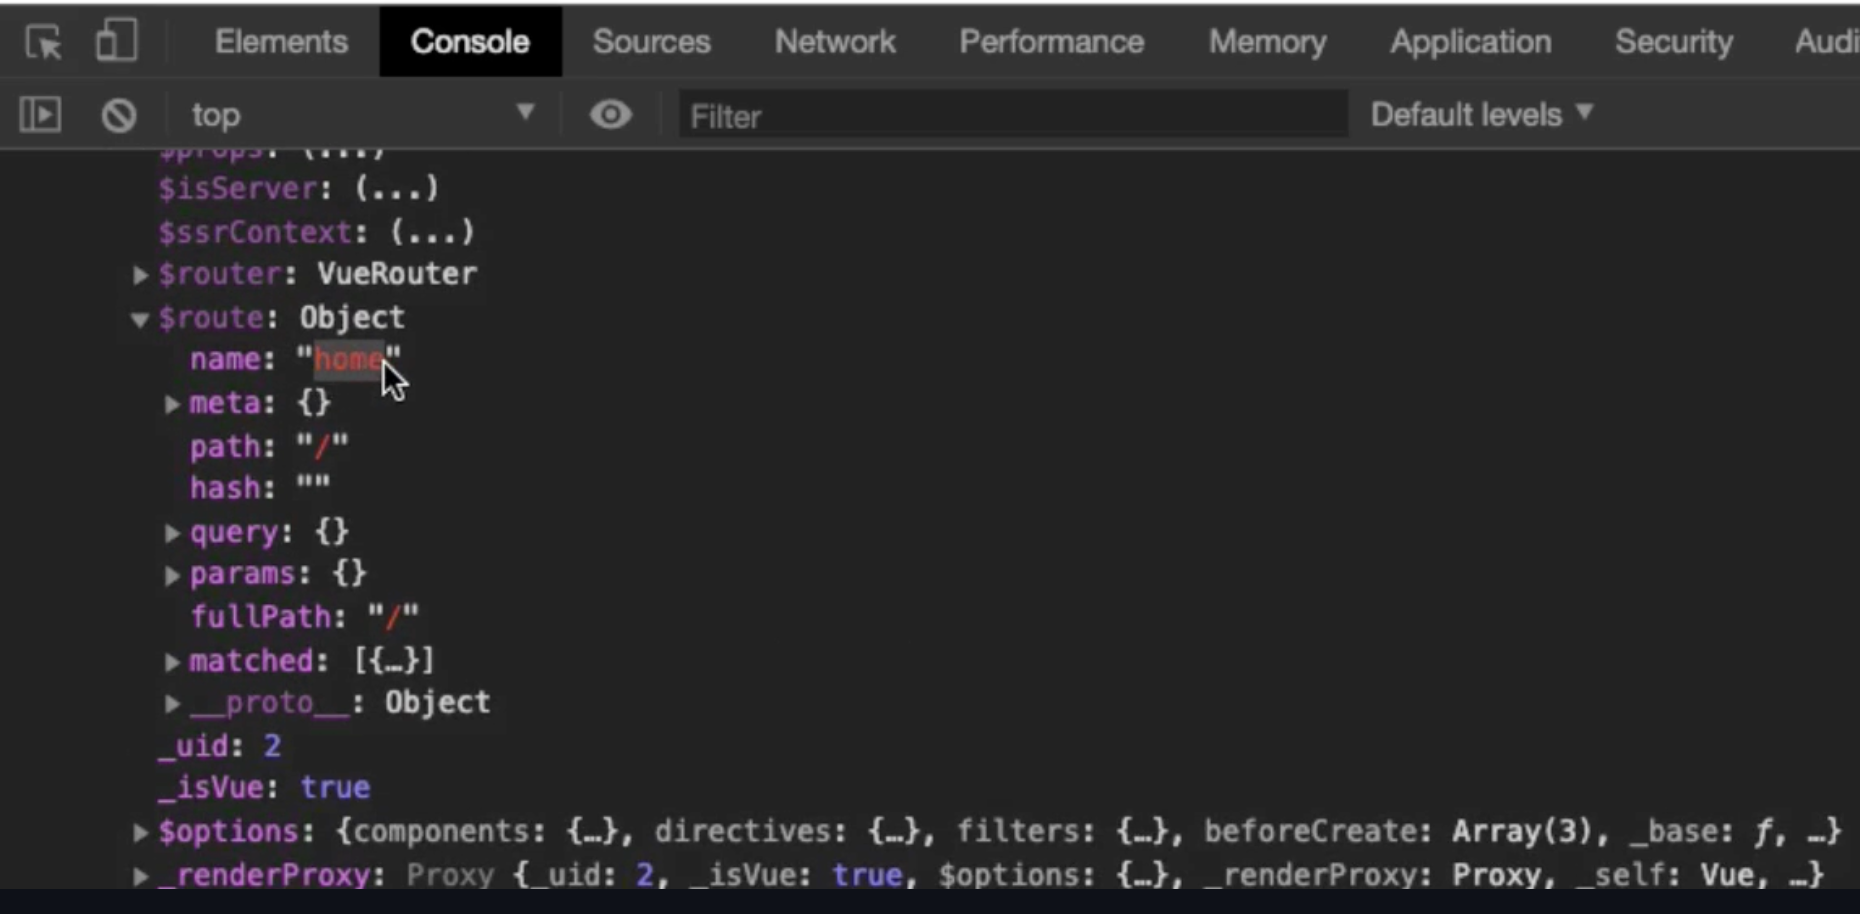 Elements Console Sources Network Performance Memory Application Security Audi
top ▼ Filter Default levels ▼
$props: (...)
$isServer: (...)
$ssrContext: (...)
▶ $router: VueRouter
▼ $route: Object
name: "home"
▶ meta: {}
path: "/"
hash: ""
▶ query: {}
▶ params: {}
fullPath: "/"
▶ matched: [{…}]
▶ __proto__: Object
_uid: 2
_isVue: true
▶ $options: {components: {…}, directives: {…}, filters: {…}, beforeCreate: Array(3), _base: ƒ, …}
▶ _renderProxy: Proxy {_uid: 2, _isVue: true, $options: {…}, _renderProxy: Proxy, _self: Vue, …}